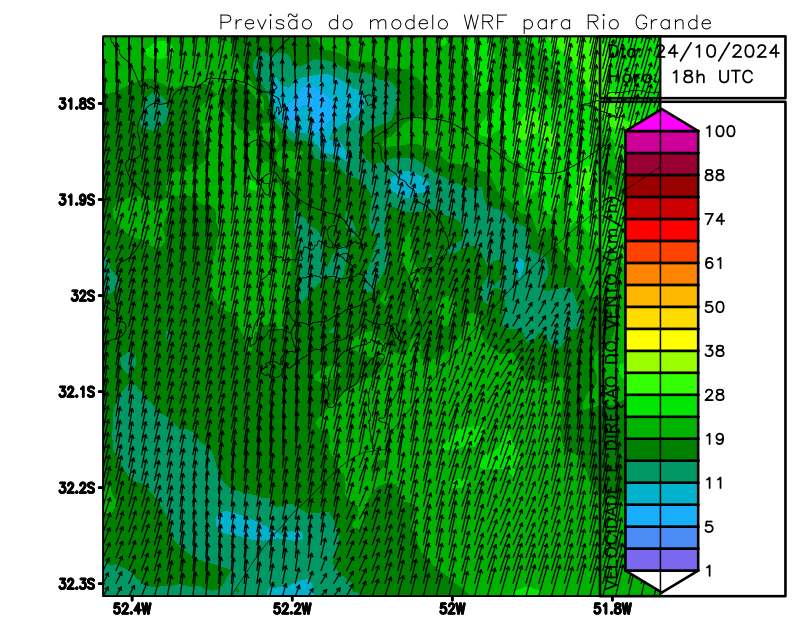 Previsão do modelo WRF para Rio Grande
Data: 24/10/2024
Hora: 18h UTC
31.8S
31.9S
32S
32.1S
32.2S
32.3S
52.4W
52.2W
52W
51.8W
VELOCIDADE E DIREÇÃO DO VENTO (km/h)
100
88
74
61
50
38
28
19
11
5
1